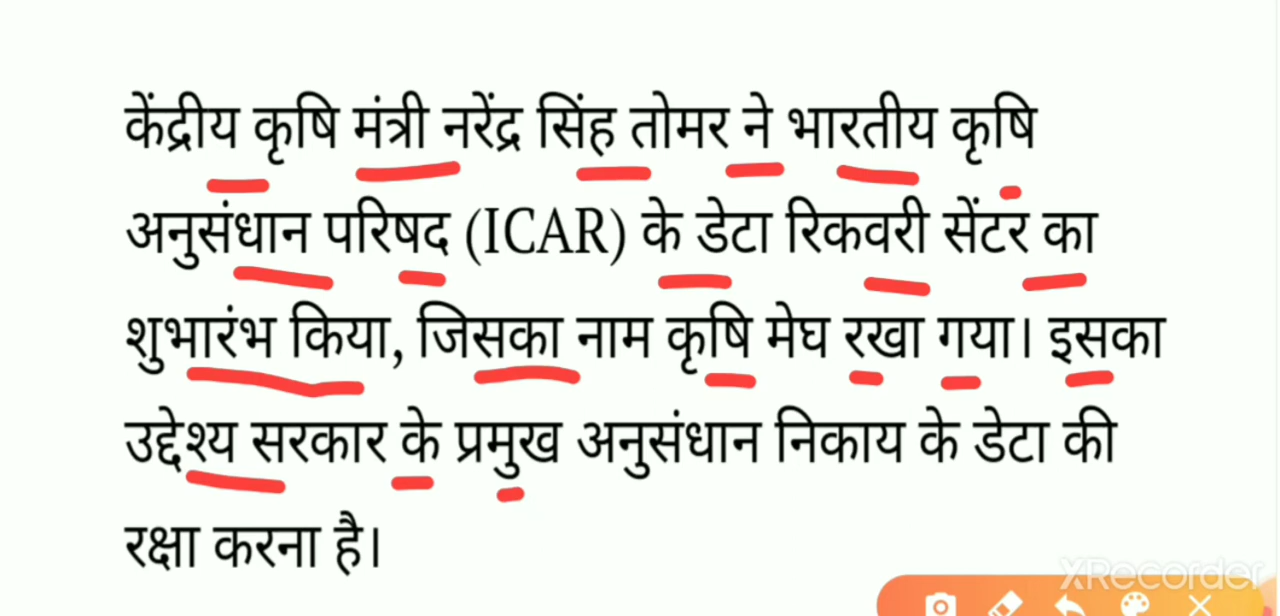 केंद्रीय कृषि मंत्री नरेंद्र सिंह तोमर ने भारतीय कृषि
अनुसंधान परिषद (ICAR) के डेटा रिकवरी सेंटर का
शुभारंभ किया, जिसका नाम कृषि मेघ रखा गया। इसका
उद्देश्य सरकार के प्रमुख अनुसंधान निकाय के डेटा की
रक्षा करना है।
XRecorder